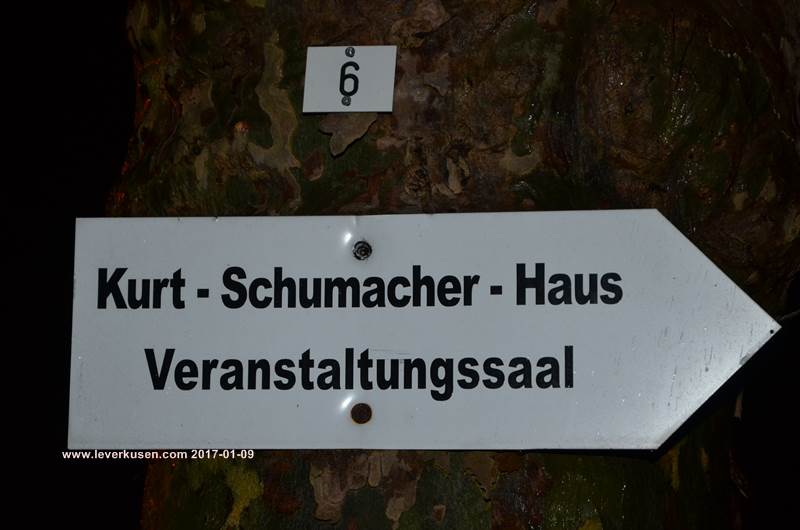 6
Kurt - Schumacher - Haus
Veranstaltungssaal
www.leverkusen.com 2017-01-09